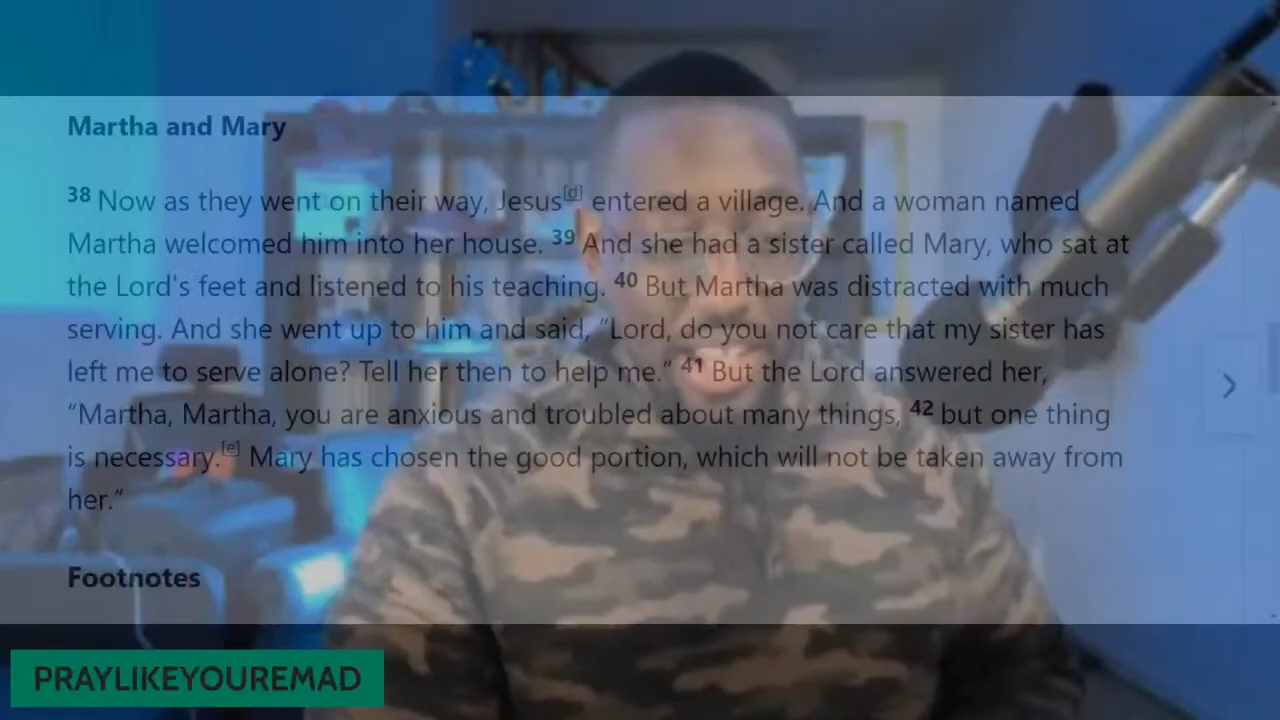 Martha and Mary
38 Now as they went on their way, Jesus[d] entered a village. And a woman named
Martha welcomed him into her house. 39 And she had a sister called Mary, who sat at
the Lord's feet and listened to his teaching. 40 But Martha was distracted with much
serving. And she went up to him and said, “Lord, do you not care that my sister has
left me to serve alone? Tell her then to help me.” 41 But the Lord answered her,
“Martha, Martha, you are anxious and troubled about many things, 42 but one thing
is necessary.[e] Mary has chosen the good portion, which will not be taken away from
her.”
Footnotes
PRAYLIKEYOUREMAD